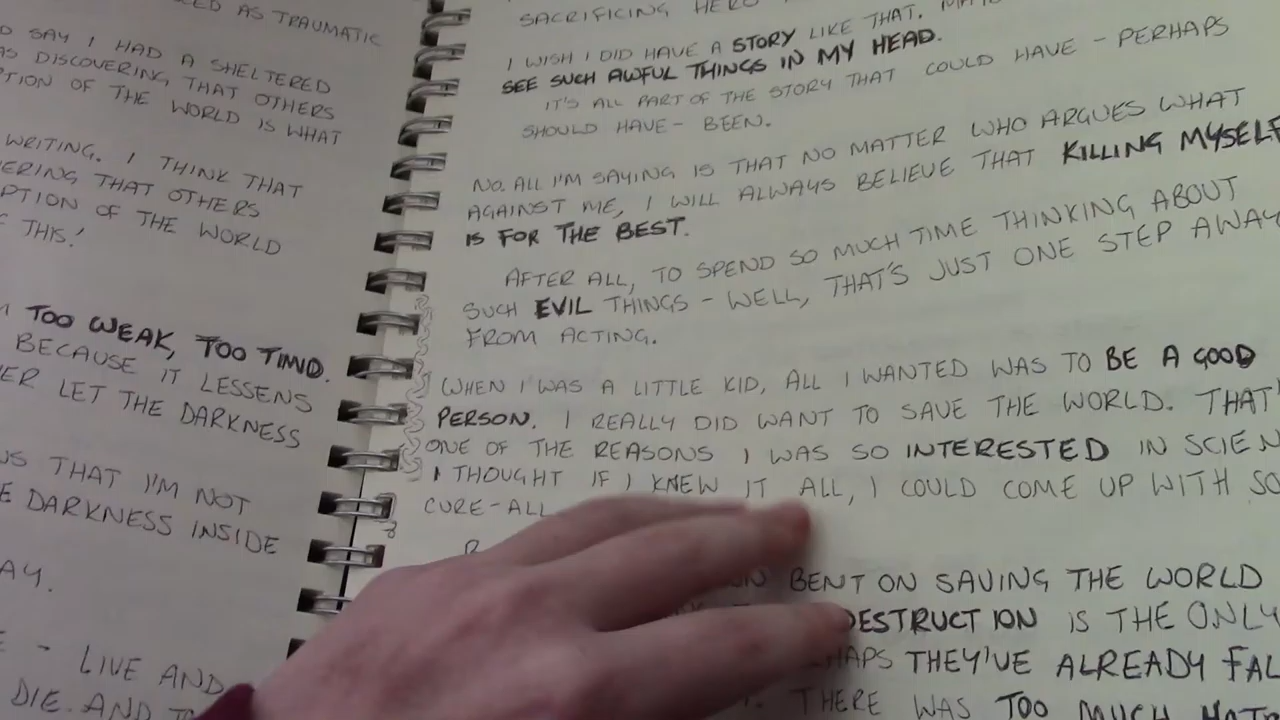 ED AS TRAUMATIC
SAY I HAD A SHELTERED
AS DISCOVERING THAT OTHERS
OF THE WORLD IS WHAT
WRITING. I THINK THAT
THAT OTHERS
OF THE WORLD
THIS.'
TOO WEAK, TOO TIMID.
BECAUSE IT LESSENS
LET THE DARKNESS
THAT I'M NOT
DARKNESS INSIDE
AY.
- LIVE AND
DIE. AND
SACRIFICING HERO
I WISH I DID HAVE A STORY LIKE THAT.
SEE SUCH AWFUL THINGS IN MY HEAD.
IT'S ALL PART OF THE STORY THAT COULD HAVE - PERHAPS
SHOULD HAVE - BEEN.
NO. ALL I'M SAYING IS THAT NO MATTER WHO ARGUES WHAT
AGAINST ME, I WILL ALWAYS BELIEVE THAT KILLING MYSELF
IS FOR THE BEST.
AFTER ALL, TO SPEND SO MUCH TIME THINKING ABOUT
SUCH EVIL THINGS - WELL, THAT'S JUST ONE STEP AWAY
FROM ACTING.
WHEN I WAS A LITTLE KID, ALL I WANTED WAS TO BE A GOOD
PERSON. I REALLY DID WANT TO SAVE THE WORLD. THAT'
ONE OF THE REASONS I WAS SO INTERESTED IN SCIEN
I THOUGHT IF I KNEW IT ALL, I COULD COME UP WITH SO
CURE-ALL
BENT ON SAVING THE WORLD
DESTRUCTION IS THE ONLY
THEY'VE ALREADY FAL
THERE WAS TOO MUCH